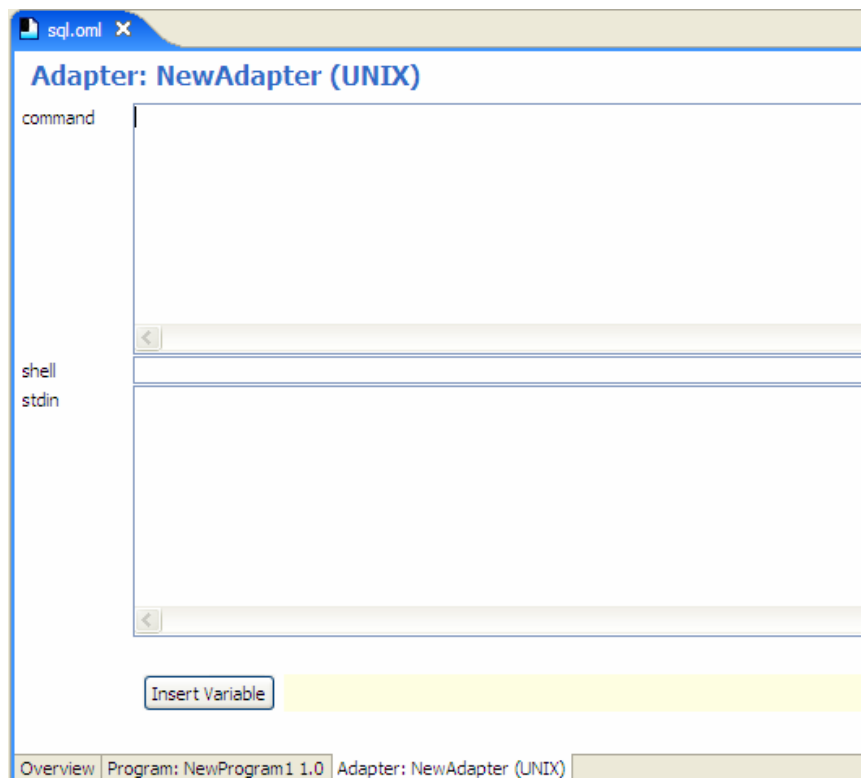 sql.oml
Adapter: NewAdapter (UNIX)
command
shell
stdin
Insert Variable
Overview Program: NewProgram1 1.0 Adapter: NewAdapter (UNIX)